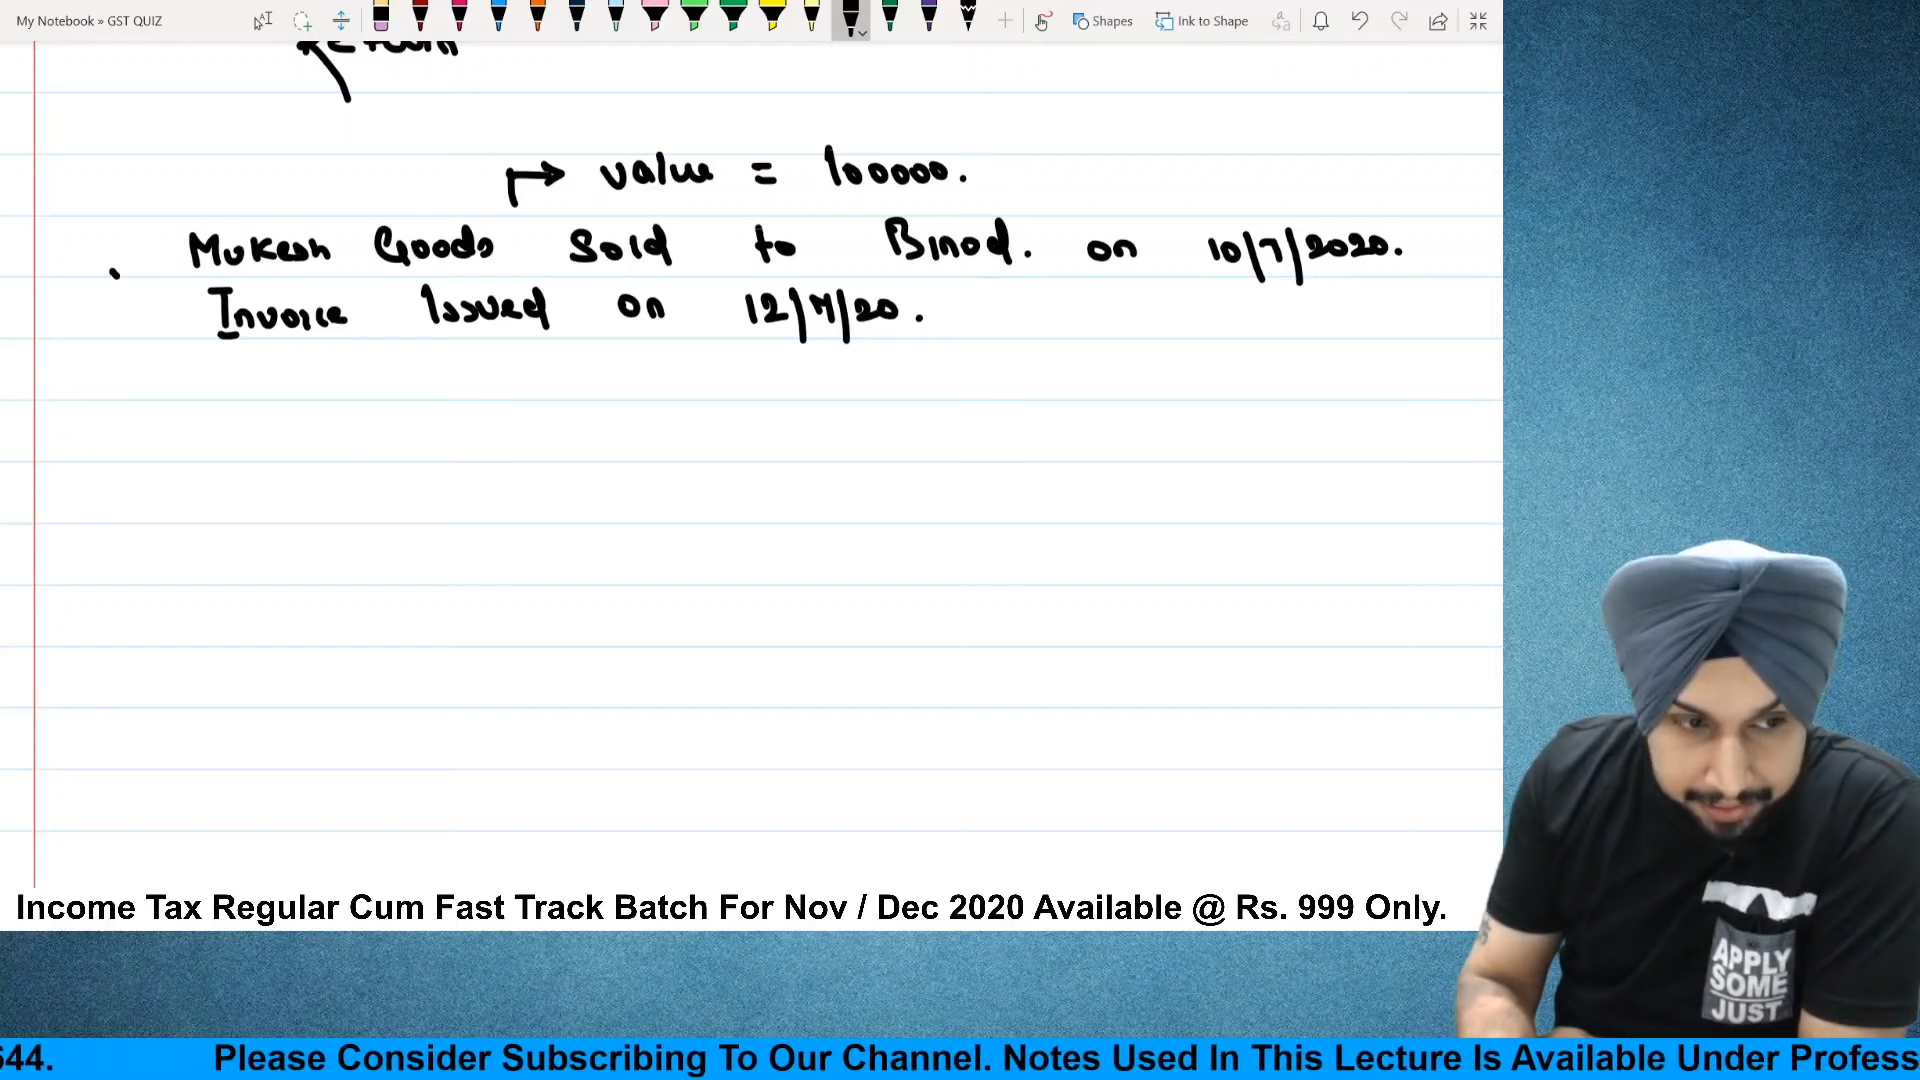 My Notebook » GST QUIZ
Shapes
Ink to Shape
return
value = 100000.
Mukesh Goods Sold to Binod. on 10/7/2020.
Invoice Issued on 12/7/20.
APPLY
SOME
JUST
Income Tax Regular Cum Fast Track Batch For Nov / Dec 2020 Available @ Rs. 999 Only.
644. Please Consider Subscribing To Our Channel. Notes Used In This Lecture Is Available Under Profess